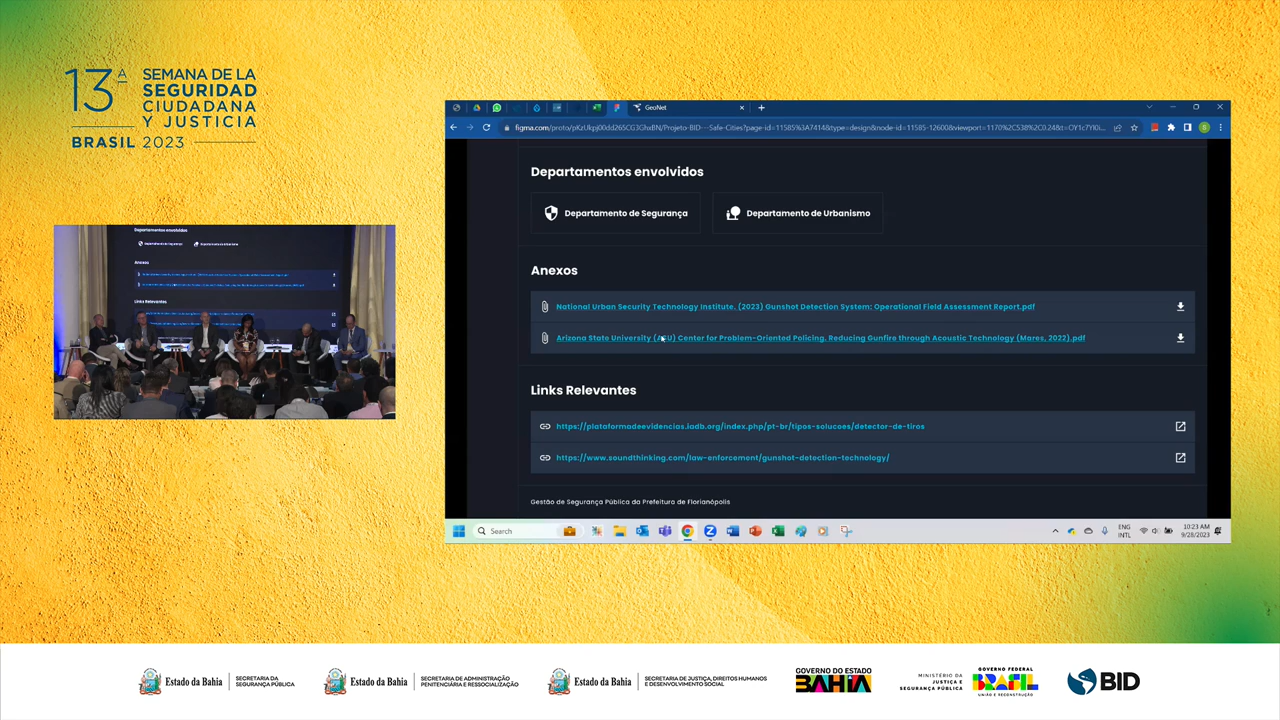 13ª
SEMANA DE LA
SEGURIDAD
CIUDADANA
Y JUSTICIA
BRASIL 2023
GeoNet
Departamentos envolvidos
Departamento de Segurança
Departamento de Urbanismo
Anexos
National Urban Security Technology Institute. (2023) Gunshot Detection System: Operational Field Assessment Report.pdf
Arizona State University (ASU) Center for Problem-Oriented Policing. Reducing Gunfire through Acoustic Technology (Mares, 2022).pdf
Links Relevantes
https://plataformadeevidencias.iadb.org/index.php/pt-br/tipos-solucoes/detector-de-tiros
https://www.soundthinking.com/law-enforcement/gunshot-detection-technology/
Gestão de Segurança Pública da Prefeitura de Florianópolis
Search
ENG
INTL
10:23 AM
9/28/2023
Departamentos envolvidos
Anexos
Links Relevantes
Estado da Bahia
SECRETARIA DA
SEGURANÇA PÚBLICA
Estado da Bahia
SECRETARIA DE ADMINISTRAÇÃO
PENITENCIÁRIA E RESSOCIALIZAÇÃO
Estado da Bahia
SECRETARIA DE JUSTIÇA, DIREITOS HUMANOS
E DESENVOLVIMENTO SOCIAL
GOVERNO DO ESTADO
BAHIA
MINISTÉRIO DA
JUSTIÇA E
SEGURANÇA PÚBLICA
GOVERNO FEDERAL
BRASIL
UNIÃO E RECONSTRUÇÃO
BID